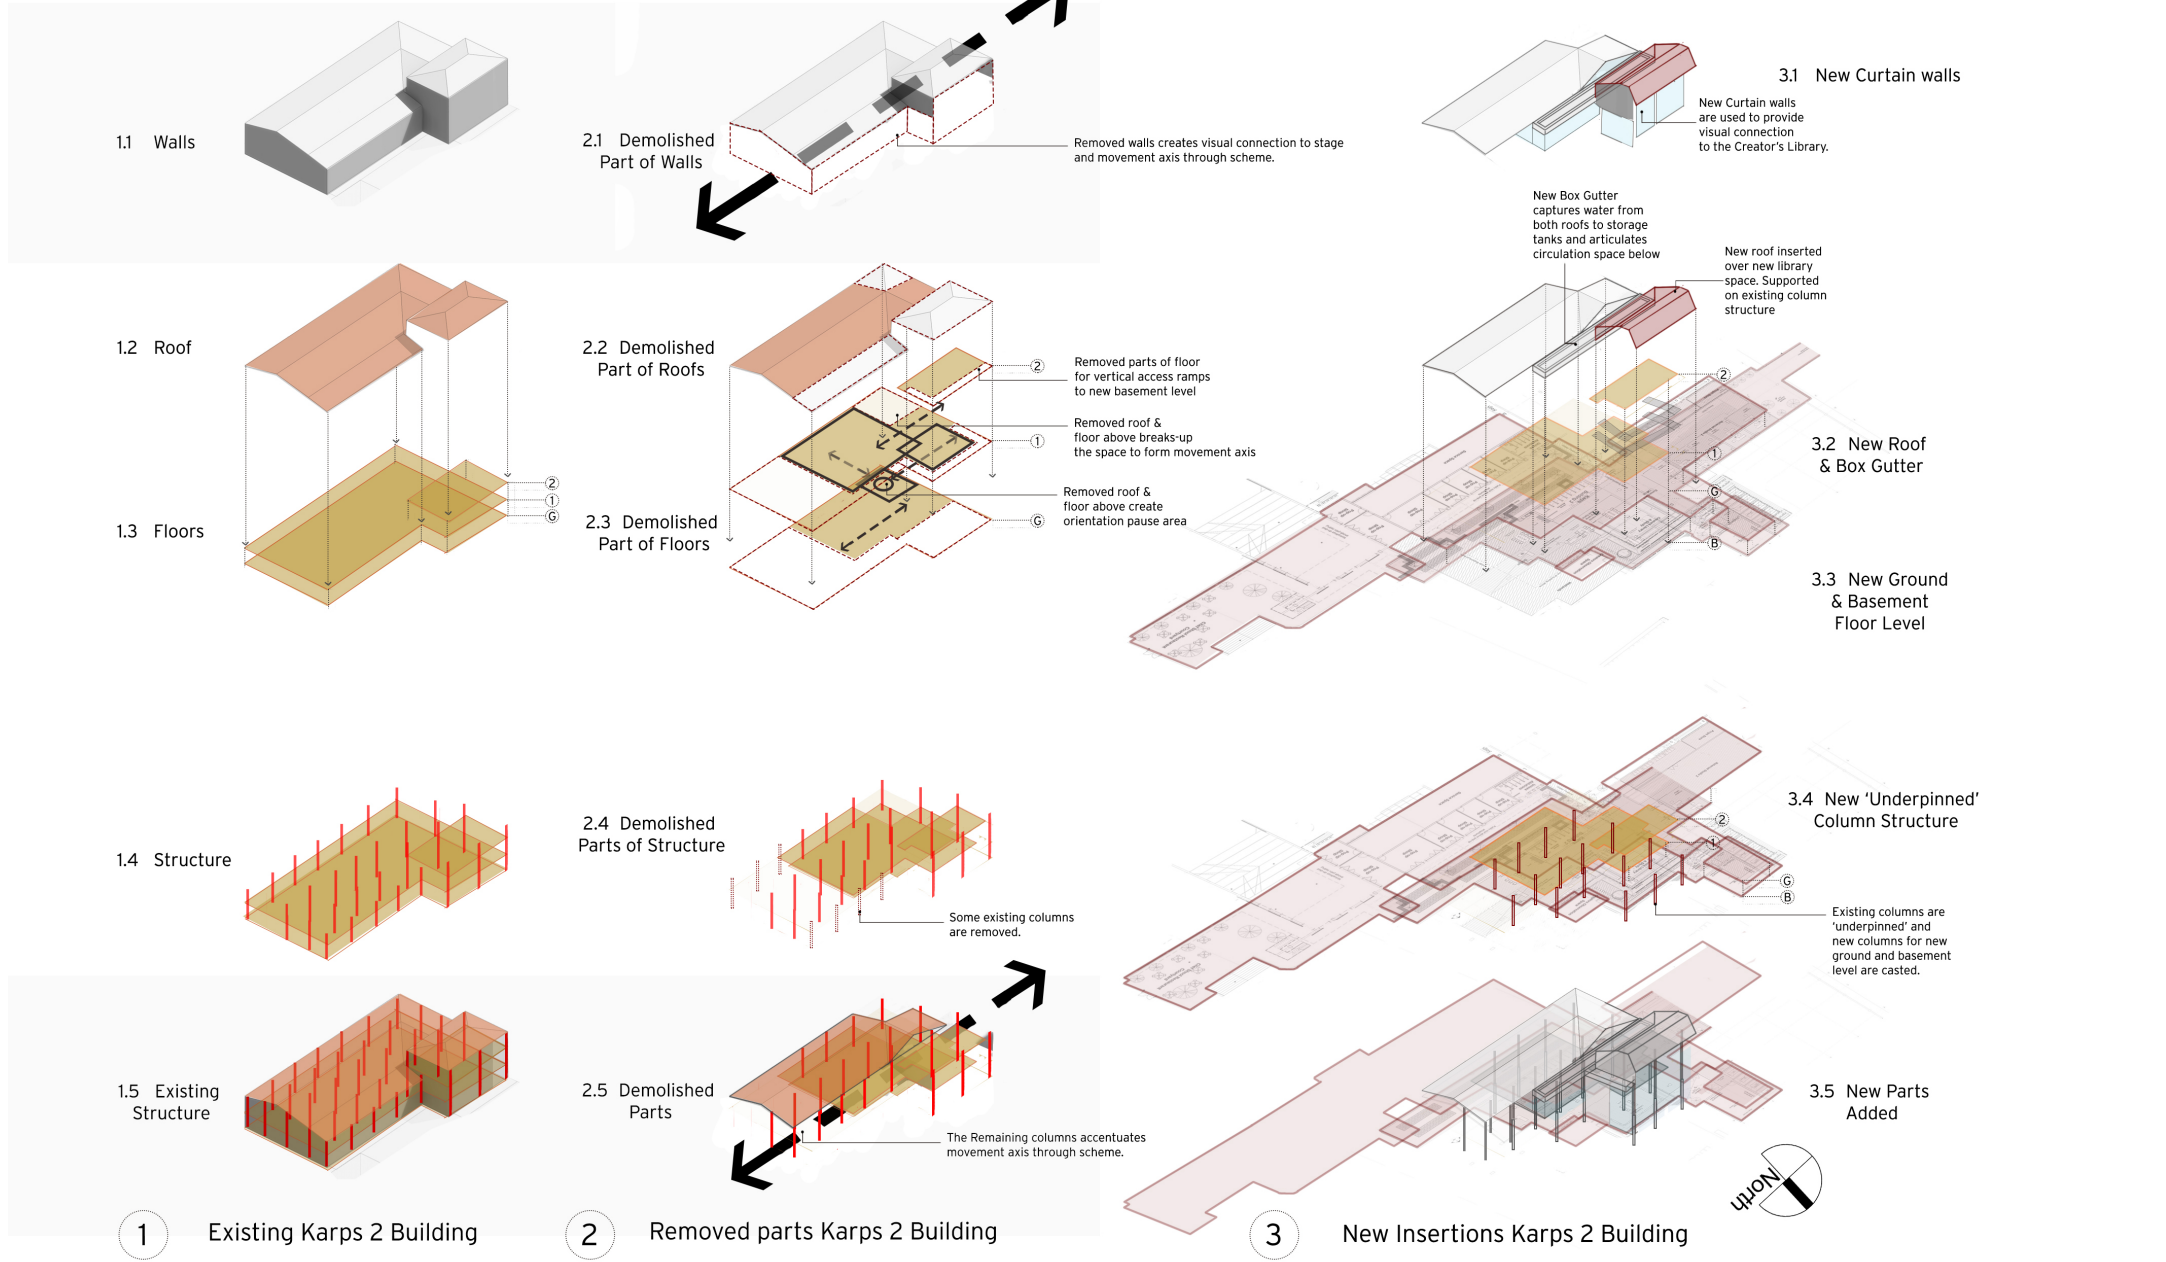 1.1 Walls
1.2 Roof
1.3 Floors
2
1
G
1.4 Structure
1.5 Existing
Structure
1
Existing Karps 2 Building
2.1 Demolished
Part of Walls
Removed walls creates visual connection to stage
and movement axis through scheme.
2.2 Demolished
Part of Roofs
2
Removed parts of floor
for vertical access ramps
to new basement level
1
Removed roof &
floor above breaks-up
the space to form movement axis
2.3 Demolished
Part of Floors
G
Removed roof &
floor above create
orientation pause area
2.4 Demolished
Parts of Structure
Some existing columns
are removed.
2.5 Demolished
Parts
The Remaining columns accentuates
movement axis through scheme.
2
Removed parts Karps 2 Building
3.1 New Curtain walls
New Curtain walls
are used to provide
visual connection
to the Creator's Library.
New Box Gutter
captures water from
both roofs to storage
tanks and articulates
circulation space below
New roof inserted
over new library
space. Supported
on existing column
structure
2
1
G
B
3.2 New Roof
& Box Gutter
3.3 New Ground
& Basement
Floor Level
3.4 New ‘Underpinned’
Column Structure
2
1
G
B
Existing columns are
‘underpinned’ and
new columns for new
ground and basement
level are casted.
3.5 New Parts
Added
North
3
New Insertions Karps 2 Building